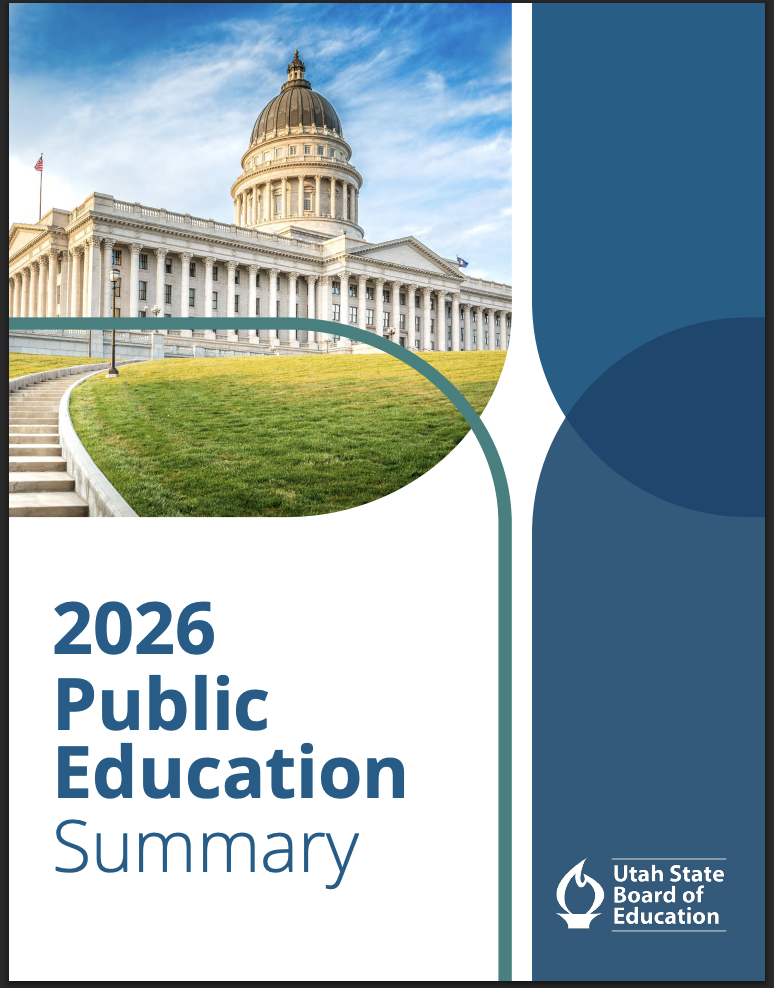 2026
Public
Education
Summary
Utah State
Board of
Education